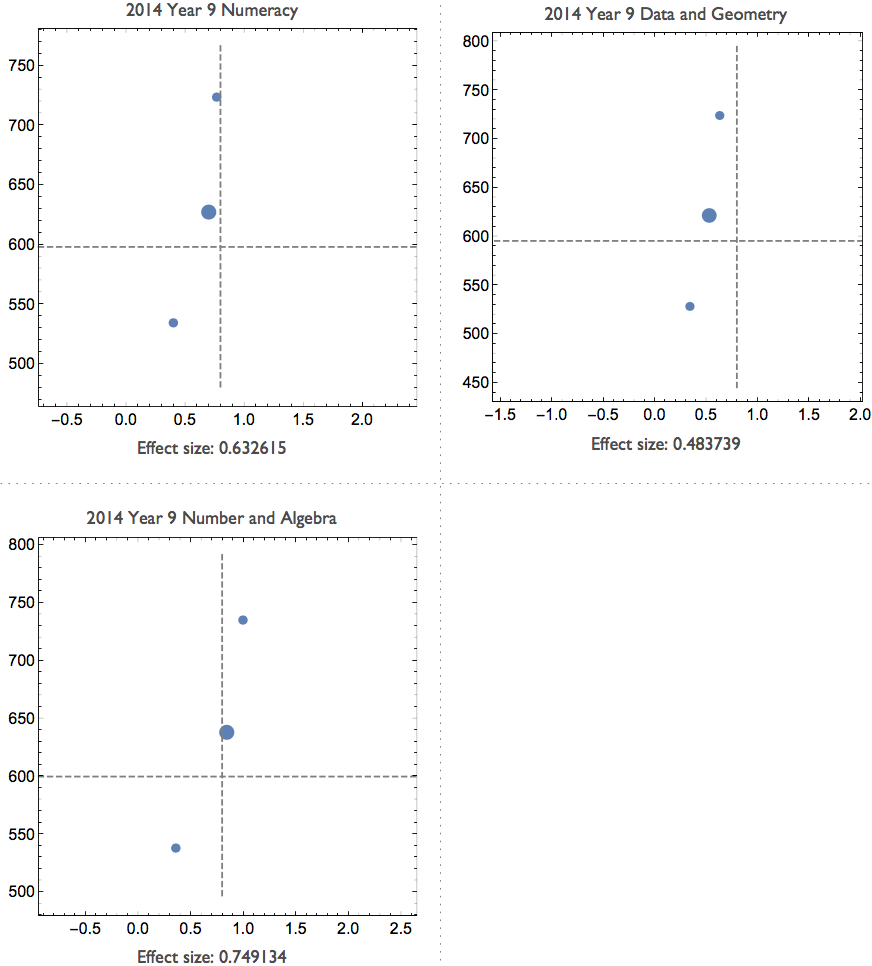 2014 Year 9 Numeracy
750
700
650
600
550
500
−0.5 0.0 0.5 1.0 1.5 2.0
Effect size: 0.632615
2014 Year 9 Data and Geometry
800
750
700
650
600
550
500
450
−1.5 −1.0 −0.5 0.0 0.5 1.0 1.5 2.0
Effect size: 0.483739
2014 Year 9 Number and Algebra
800
750
700
650
600
550
500
−0.5 0.0 0.5 1.0 1.5 2.0 2.5
Effect size: 0.749134